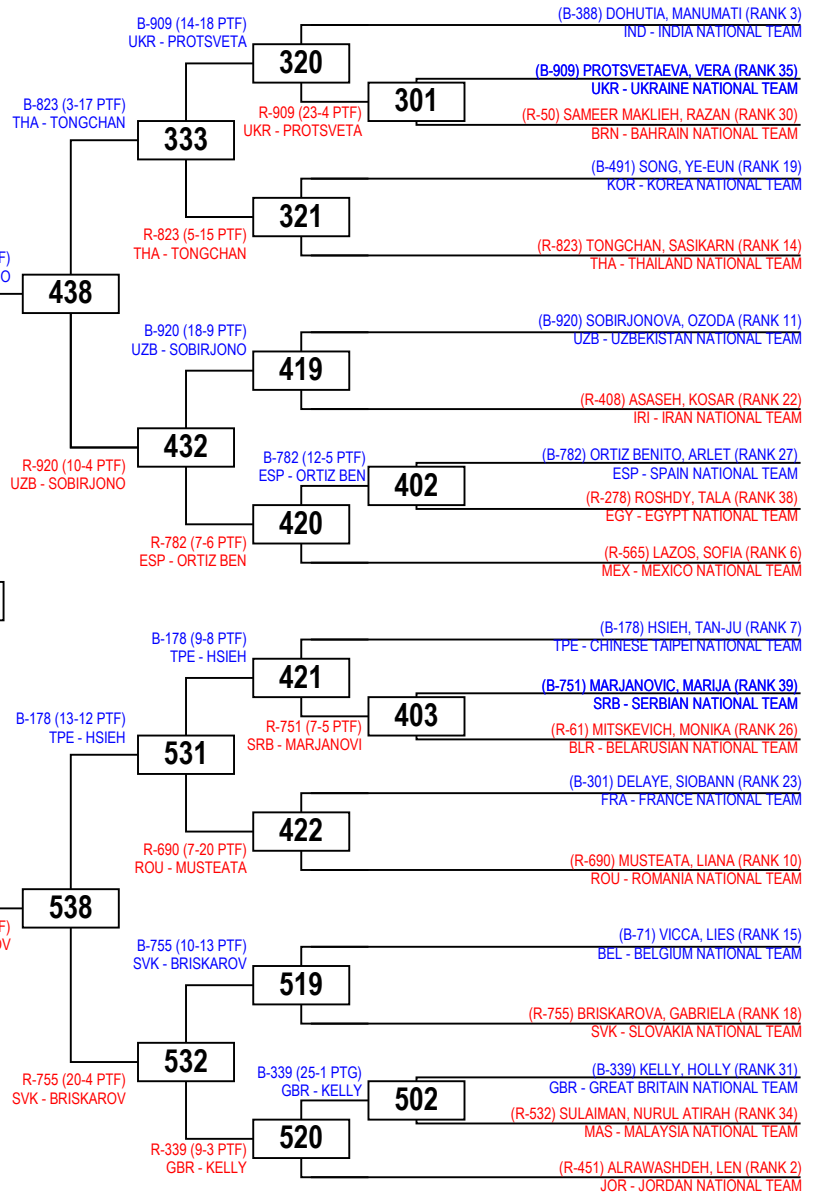 (B-388) DOHUTIA, MANUMATI (RANK 3)
IND - INDIA NATIONAL TEAM
B-909 (14-18 PTF)
UKR - PROTSVETA
320
(B-909) PROTSVETAEVA, VERA (RANK 35)
UKR - UKRAINE NATIONAL TEAM
301
B-823 (3-17 PTF)
THA - TONGCHAN
R-909 (23-4 PTF)
UKR - PROTSVETA
(R-50) SAMEER MAKLIEH, RAZAN (RANK 30)
BRN - BAHRAIN NATIONAL TEAM
333
(B-491) SONG, YE-EUN (RANK 19)
KOR - KOREA NATIONAL TEAM
321
R-823 (5-15 PTF)
THA - TONGCHAN
(R-823) TONGCHAN, SASIKARN (RANK 14)
THA - THAILAND NATIONAL TEAM
F)
O
438
B-920 (18-9 PTF)
UZB - SOBIRJONO
(B-920) SOBIRJONOVA, OZODA (RANK 11)
UZB - UZBEKISTAN NATIONAL TEAM
419
(R-408) ASASEH, KOSAR (RANK 22)
IRI - IRAN NATIONAL TEAM
432
R-920 (10-4 PTF)
UZB - SOBIRJONO
B-782 (12-5 PTF)
ESP - ORTIZ BEN
(B-782) ORTIZ BENITO, ARLET (RANK 27)
ESP - SPAIN NATIONAL TEAM
402
(R-278) ROSHDY, TALA (RANK 38)
EGY - EGYPT NATIONAL TEAM
420
R-782 (7-6 PTF)
ESP - ORTIZ BEN
(R-565) LAZOS, SOFIA (RANK 6)
MEX - MEXICO NATIONAL TEAM
B-178 (9-8 PTF)
TPE - HSIEH
(B-178) HSIEH, TAN-JU (RANK 7)
TPE - CHINESE TAIPEI NATIONAL TEAM
421
(B-751) MARJANOVIC, MARIJA (RANK 39)
SRB - SERBIAN NATIONAL TEAM
403
B-178 (13-12 PTF)
TPE - HSIEH
R-751 (7-5 PTF)
SRB - MARJANOVI
(R-61) MITSKEVICH, MONIKA (RANK 26)
BLR - BELARUSIAN NATIONAL TEAM
531
(B-301) DELAYE, SIOBANN (RANK 23)
FRA - FRANCE NATIONAL TEAM
422
R-690 (7-20 PTF)
ROU - MUSTEATA
(R-690) MUSTEATA, LIANA (RANK 10)
ROU - ROMANIA NATIONAL TEAM
538
F)
OV
B-755 (10-13 PTF)
SVK - BRISKAROV
(B-71) VICCA, LIES (RANK 15)
BEL - BELGIUM NATIONAL TEAM
519
(R-755) BRISKAROVA, GABRIELA (RANK 18)
SVK - SLOVAKIA NATIONAL TEAM
532
R-755 (20-4 PTF)
SVK - BRISKAROV
B-339 (25-1 PTG)
GBR - KELLY
(B-339) KELLY, HOLLY (RANK 31)
GBR - GREAT BRITAIN NATIONAL TEAM
502
(R-532) SULAIMAN, NURUL ATIRAH (RANK 34)
MAS - MALAYSIA NATIONAL TEAM
520
R-339 (9-3 PTF)
GBR - KELLY
(R-451) ALRAWASHDEH, LEN (RANK 2)
JOR - JORDAN NATIONAL TEAM